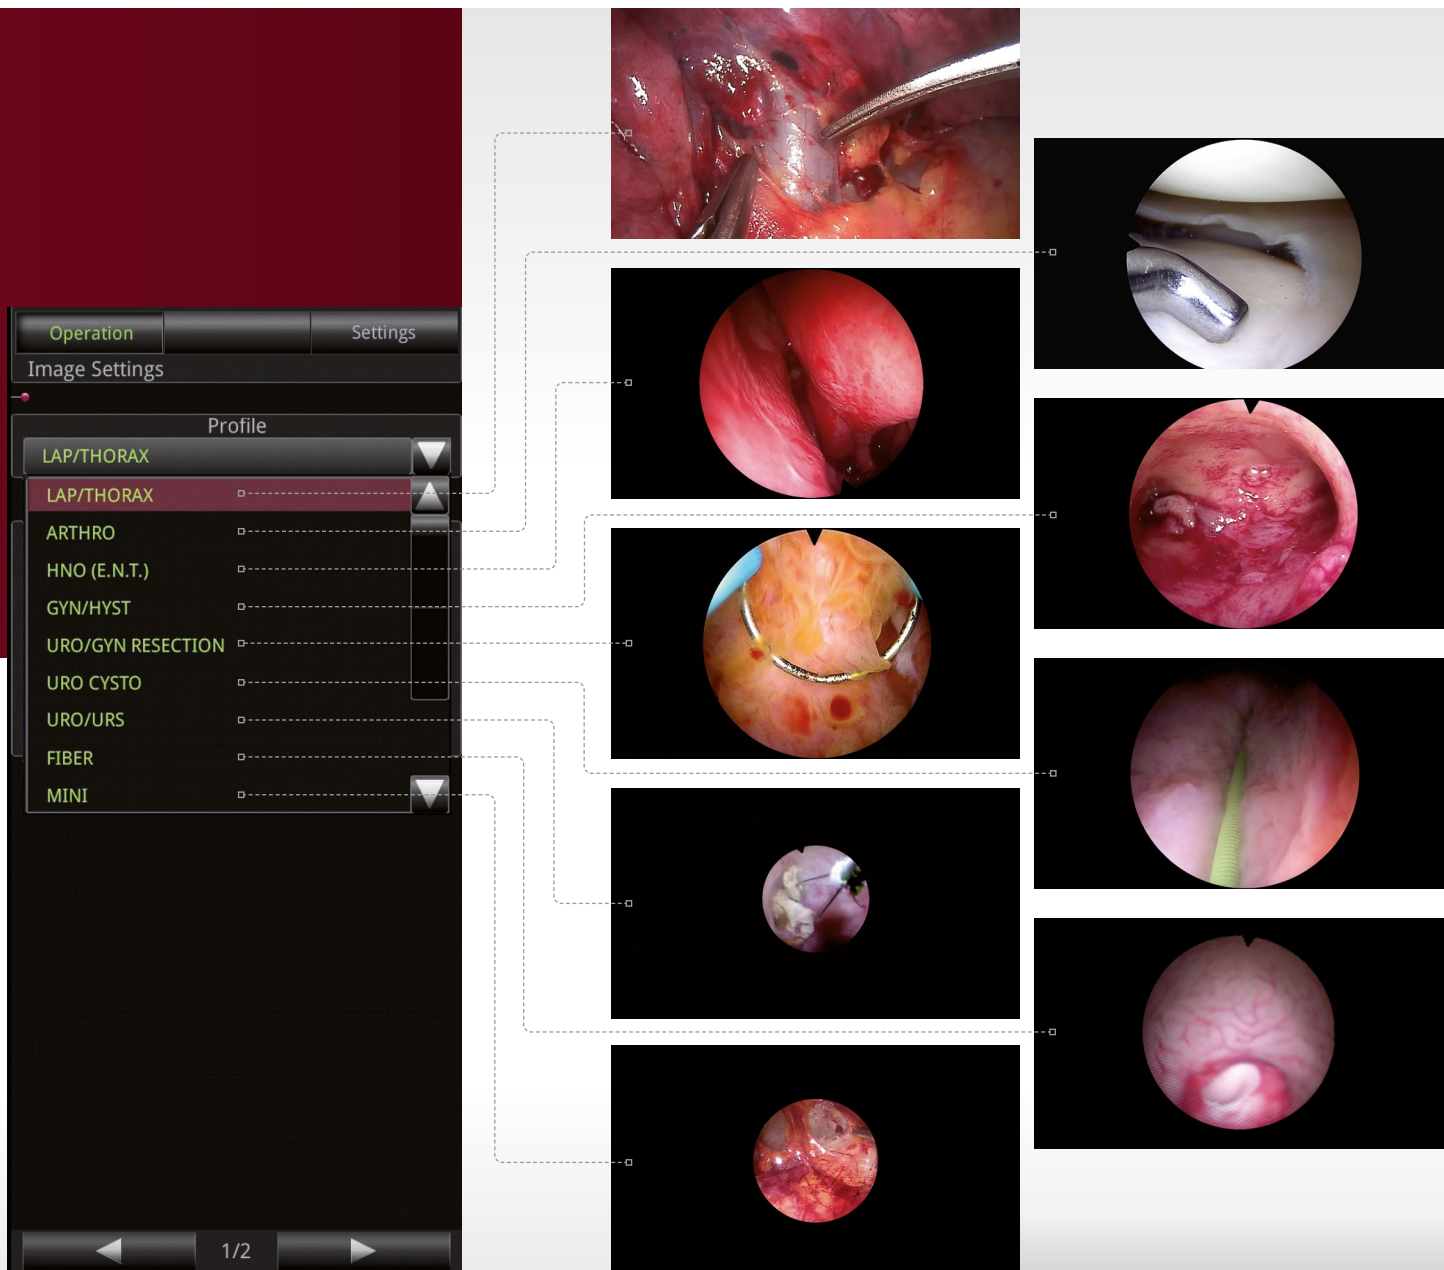 Operation
Settings
Image Settings
Profile
LAP/THORAX
LAP/THORAX
ARTHRO
HNO (E.N.T.)
GYN/HYST
URO/GYN RESECTION
URO CYSTO
URO/URS
FIBER
MINI
1/2